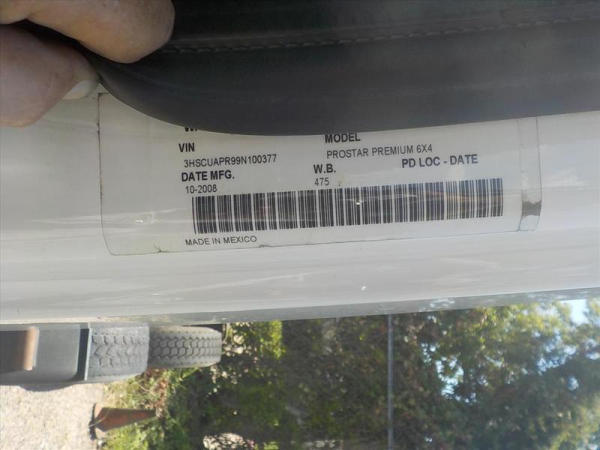 VIN MODEL
3HSCUAPR99N100377 PROSTAR PREMIUM 6X4
DATE MFG. W.B. PD LOC - DATE
10-2008 475
MADE IN MEXICO